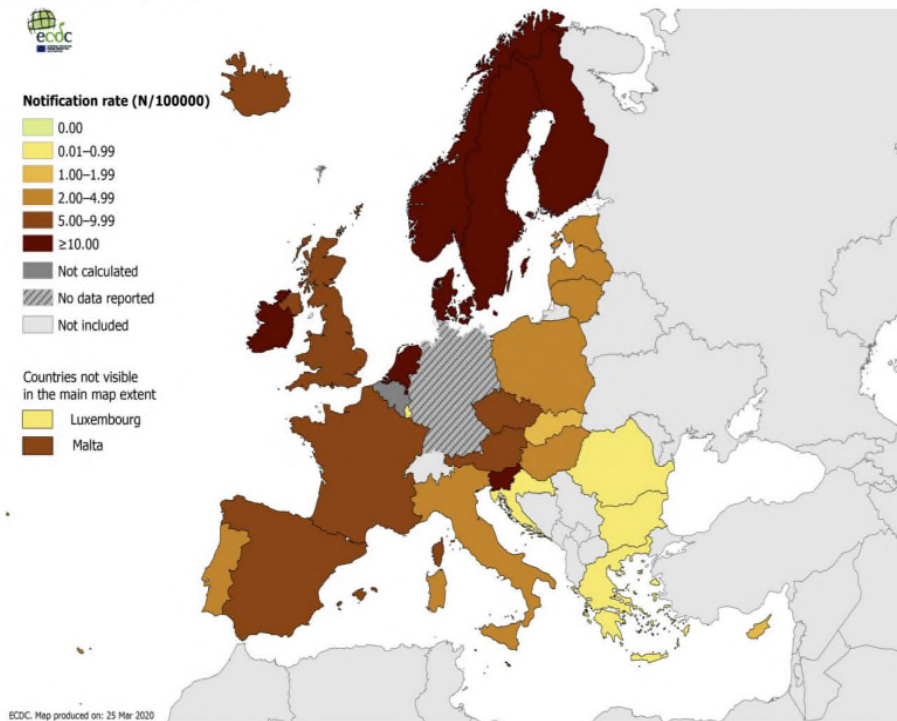 ecdc
Notification rate (N/100000)
0.00
0.01–0.99
1.00–1.99
2.00–4.99
5.00–9.99
≥10.00
Not calculated
No data reported
Not included
Countries not visible
in the main map extent
Luxembourg
Malta
ECDC. Map produced on: 25 Mar 2020